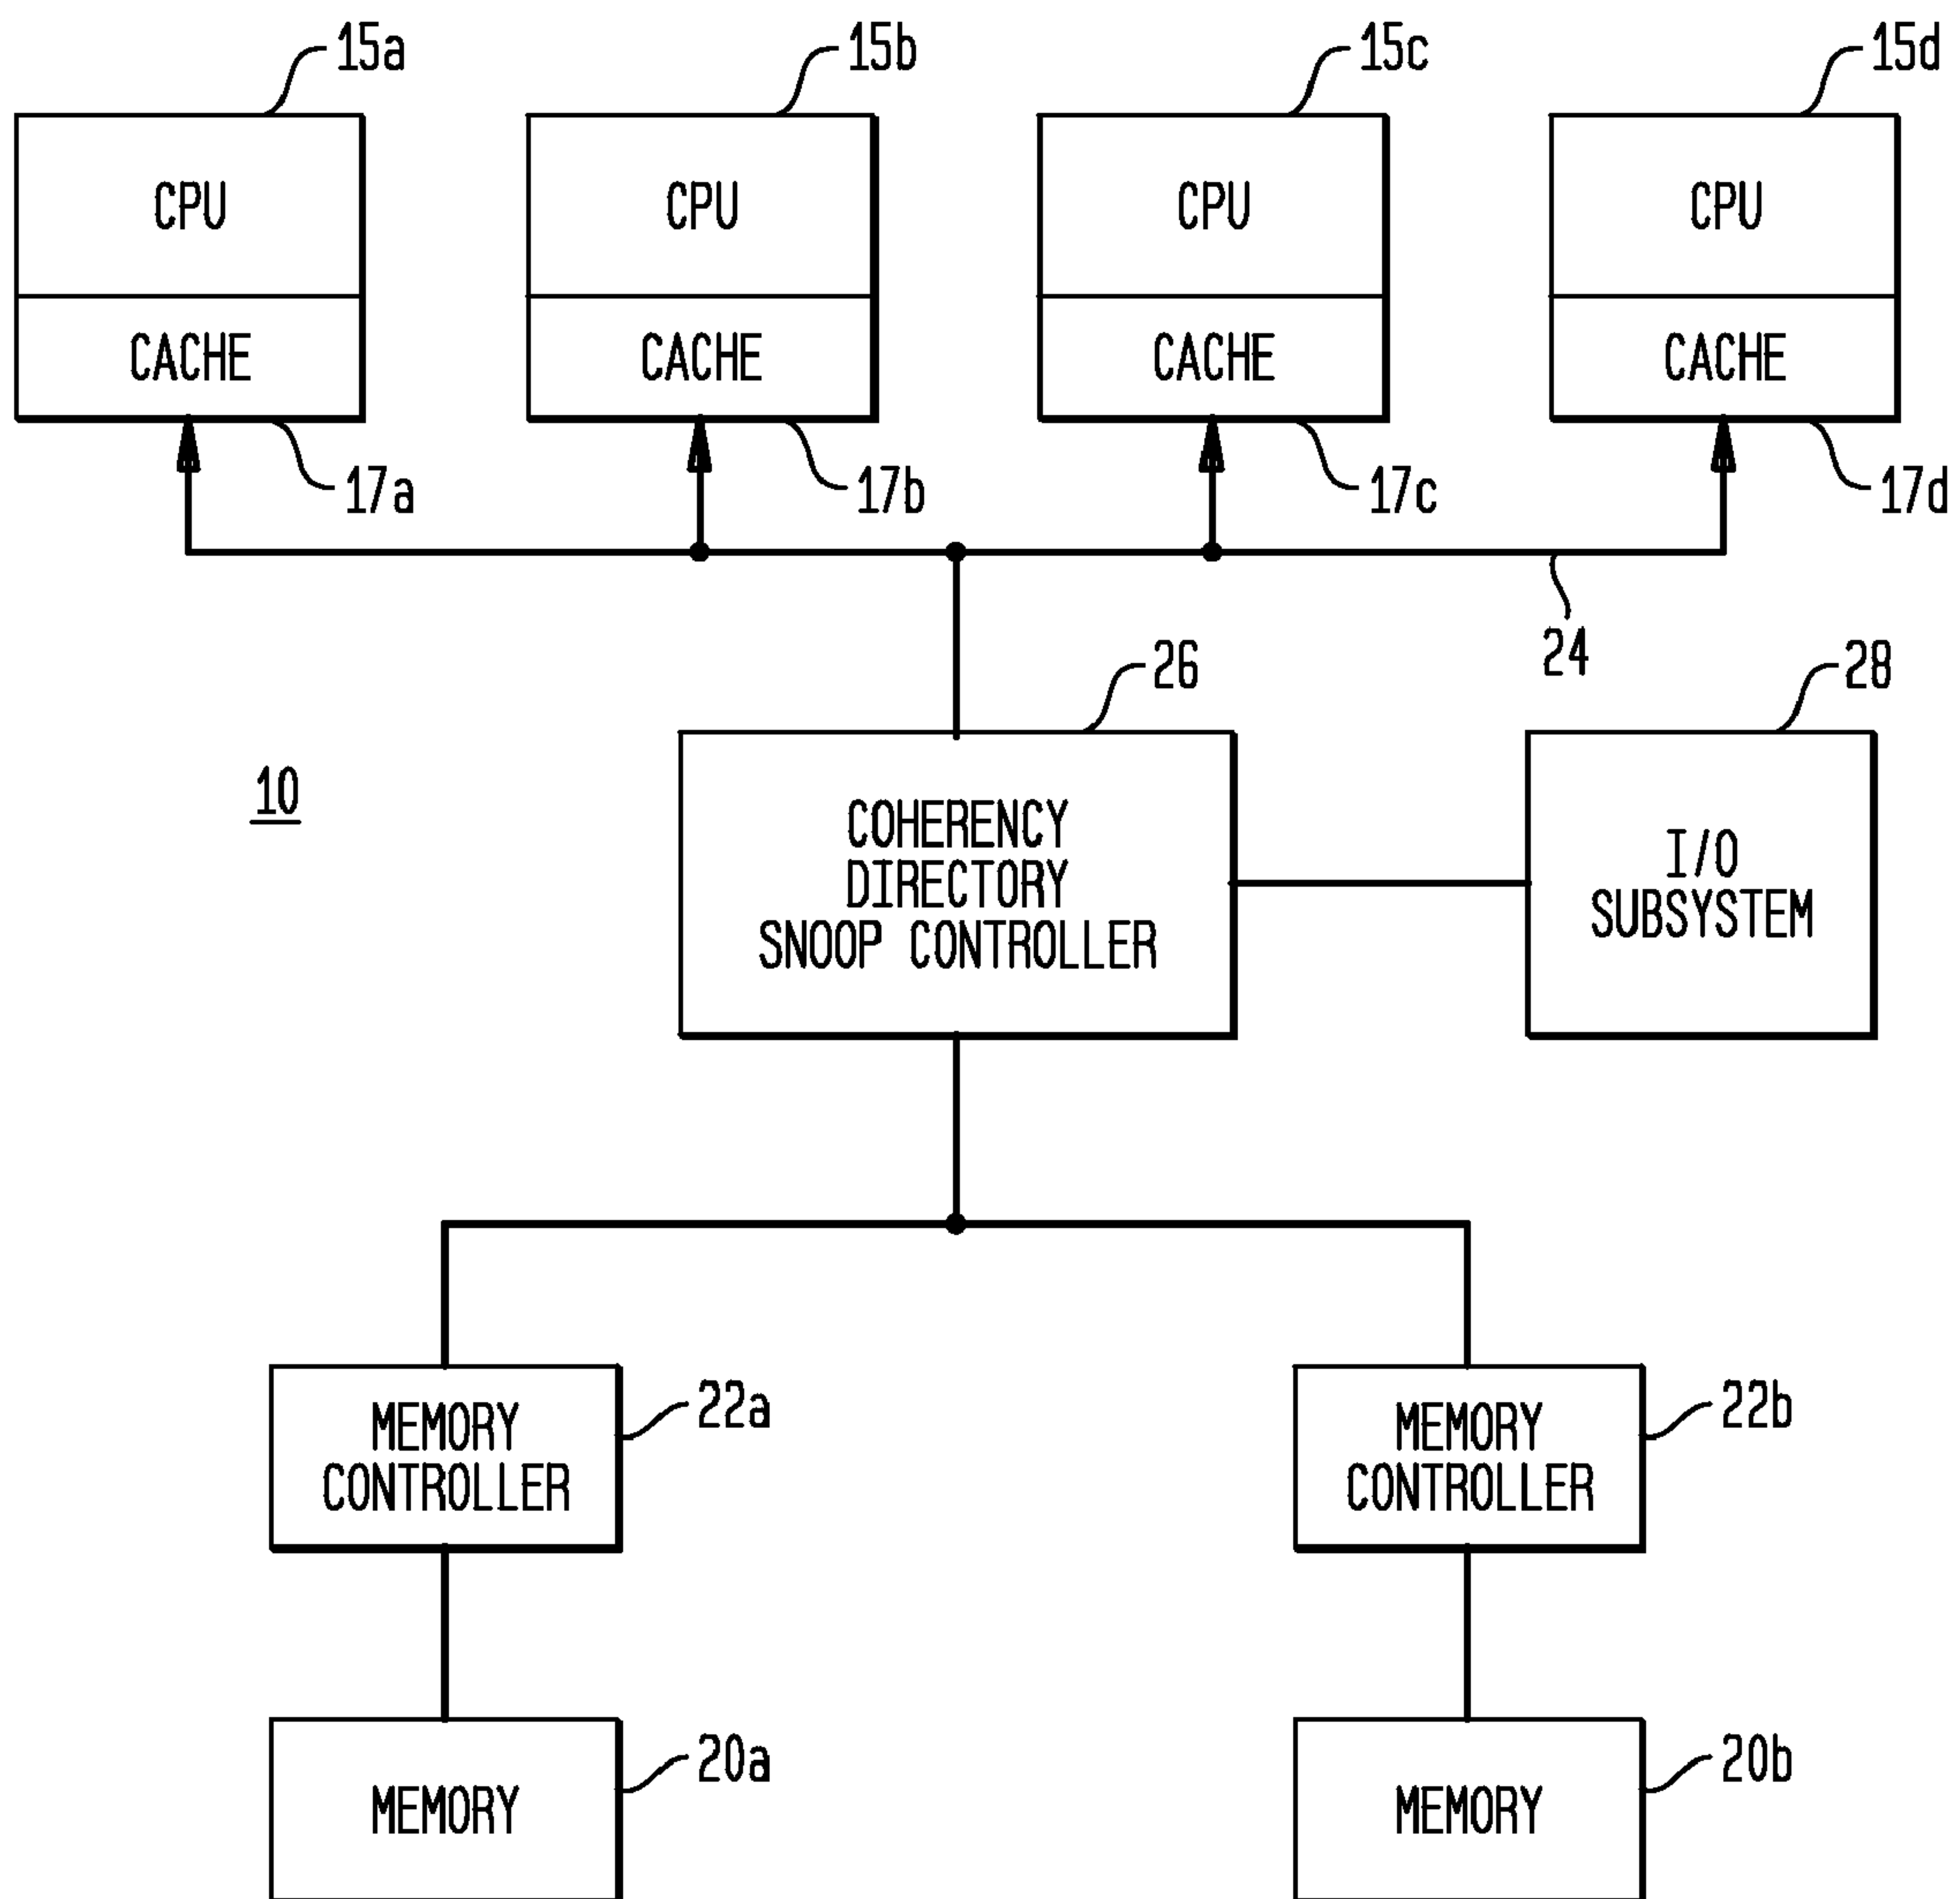 15a
15b
15c
15d
CPU
CPU
CPU
CPU
CACHE
CACHE
CACHE
CACHE
17a
17b
17c
17d
24
26
28
10
COHERENCY
DIRECTORY
SNOOP CONTROLLER
I/O
SUBSYSTEM
MEMORY
CONTROLLER
22a
MEMORY
CONTROLLER
22b
MEMORY
20a
MEMORY
20b